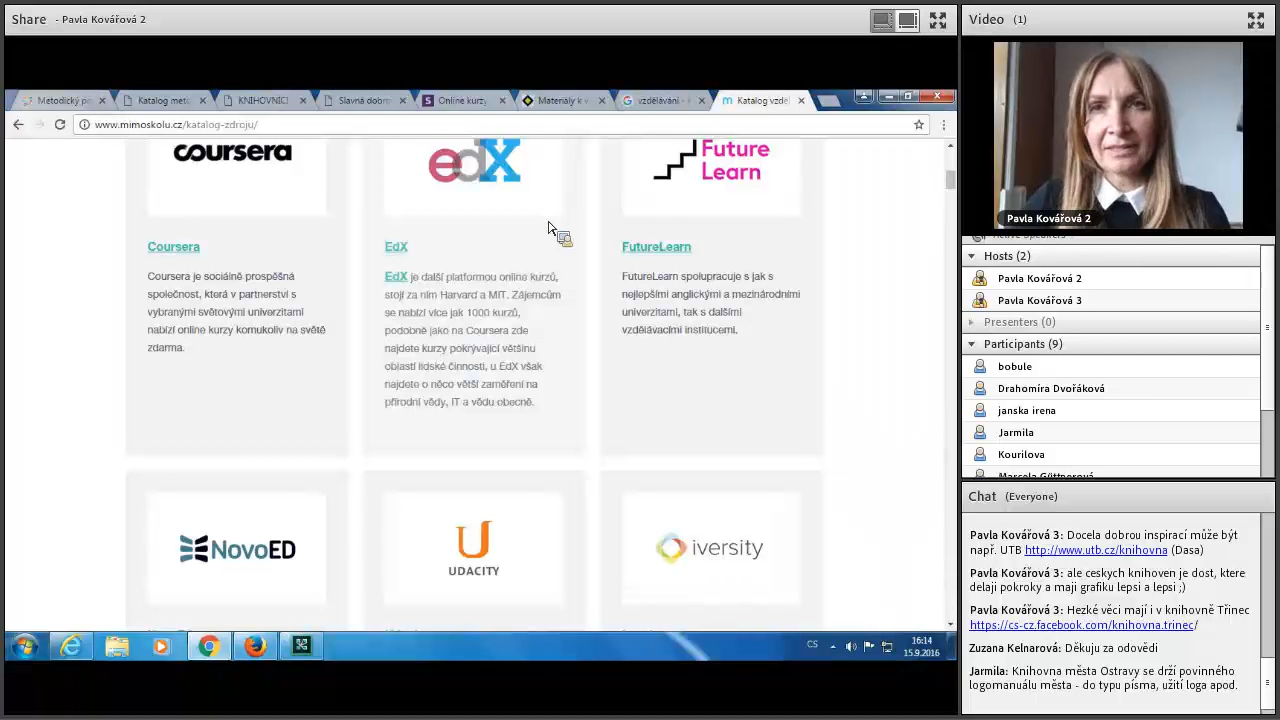 Share - Pavla Kovářová 2
Video (1)
Metodický po
Katalog men
KNIHOVNÍCI
Slavná dobrn
Online kurzy
Materiály k v
vzdělávání -
Katalog vzdě
www.mimoskolu.cz/katalog-zdroju/
coursera
edX
Future
Learn
Coursera
Coursera je sociálně prospěšná
společnost, která v partnerství s
vybranými světovými univerzitami
nabízí online kurzy komukoliv na světě
zdarma.
EdX
EdX je další platformou online kurzů,
stojí za ním Harvard a MIT. Zájemcům
se nabízí více jak 1000 kurzů,
podobně jako na Coursera zde
najdete kurzy pokrývající většinu
oblastí lidské činnosti, u EdX však
najdete o něco větší zaměření na
přírodní vědy, IT a vědu obecně.
FutureLearn
FutureLearn spolupracuje s jak s
nejlepšími anglickými a mezinárodními
univerzitami, tak s dalšími
vzdělávacími institucemi.
NovoED
U
UDACITY
iversity
CS
16:14
15.9.2016
Pavla Kovářová 2
Active Speakers
Hosts (2)
Pavla Kovářová 2
Pavla Kovářová 3
Presenters (0)
Participants (9)
bobule
Drahomíra Dvořáková
janska irena
Jarmila
Kourilova
Marcela Güttnerová
Chat (Everyone)
Pavla Kovářová 3: Docela dobrou inspirací může být
např. UTB http://www.utb.cz/knihovna (Dasa)
Pavla Kovářová 3: ale ceskych knihoven je dost, ktere
delaji pokroky a maji grafiku lepsi a lepsi ;)
Pavla Kovářová 3: Hezké věci mají i v knihovně Třinec
https://cs-cz.facebook.com/knihovna.trinec/
Zuzana Kelnarová: Děkuju za odovědi
Jarmila: Knihovna města Ostravy se drží povinného
logomanuálu města - do typu písma, užití loga apod.